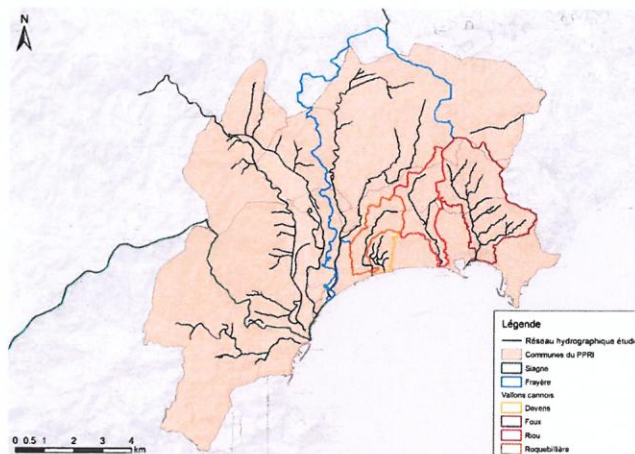 N
0 0.5 1 2 3 4
km
Légende
Réseau hydrographique étudié
Communes du PPRI
Siagne
Frayère
Vallons cannois
Devens
Foux
Riou
Roquebillière